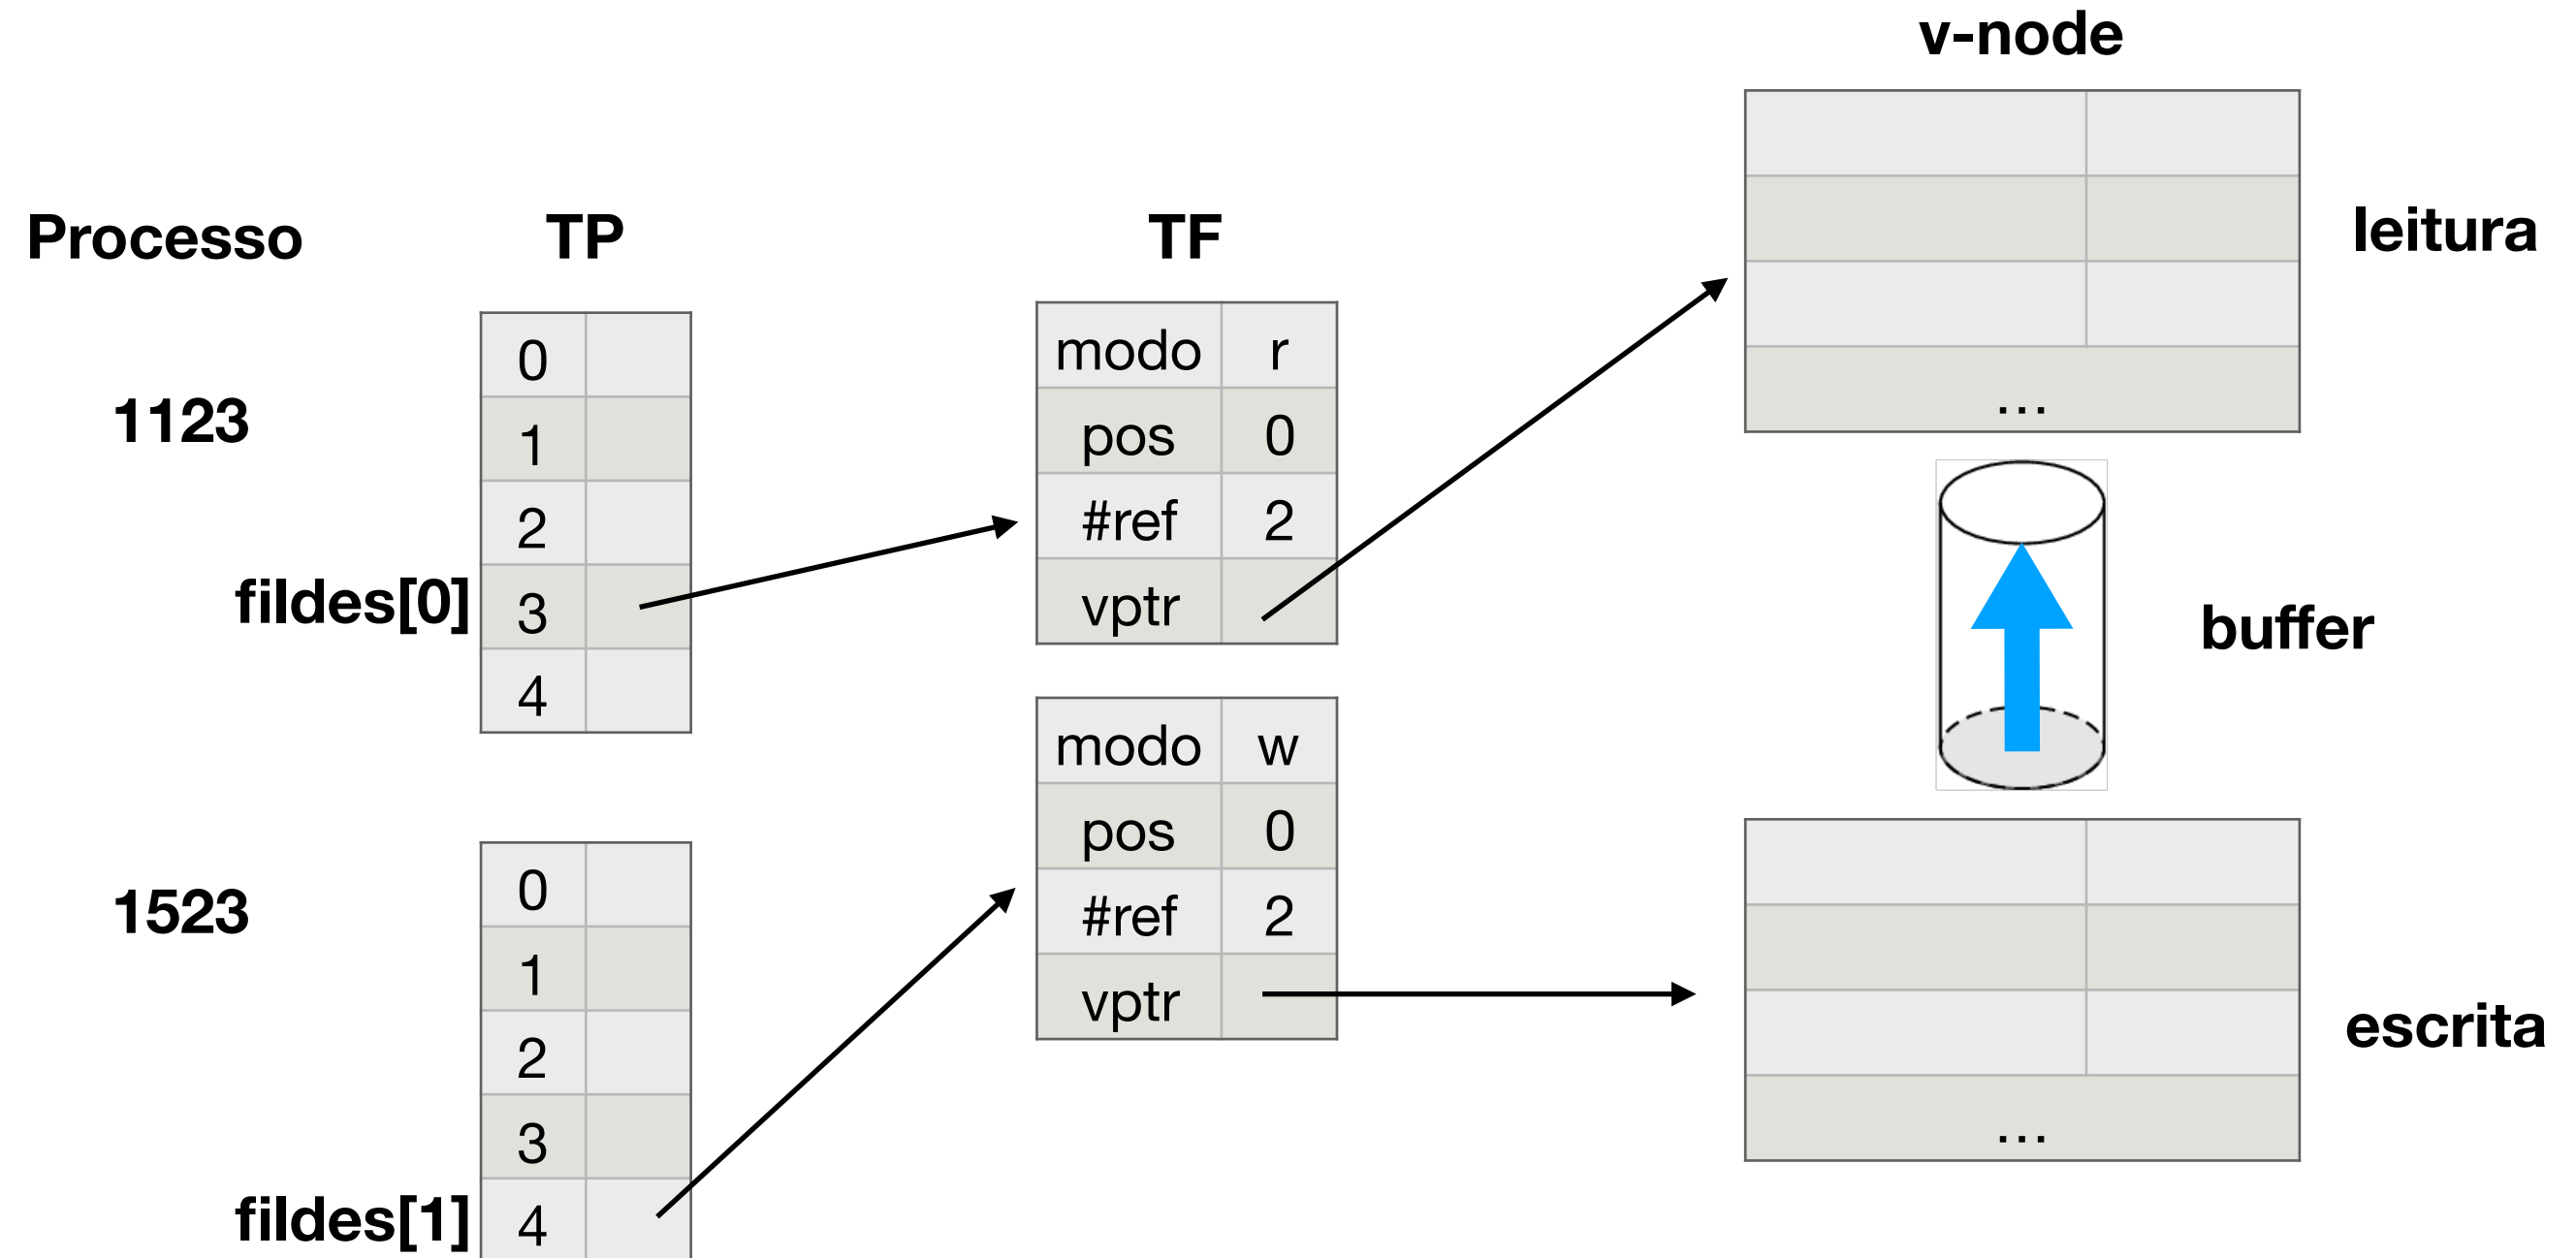 v-node
Processo TP TF leitura
1123
0
1
2
fildes[0] 3
4
modo r
pos 0
#ref 2
vptr
...
buffer
1523
0
1
2
3
fildes[1] 4
modo w
pos 0
#ref 2
vptr
escrita
...